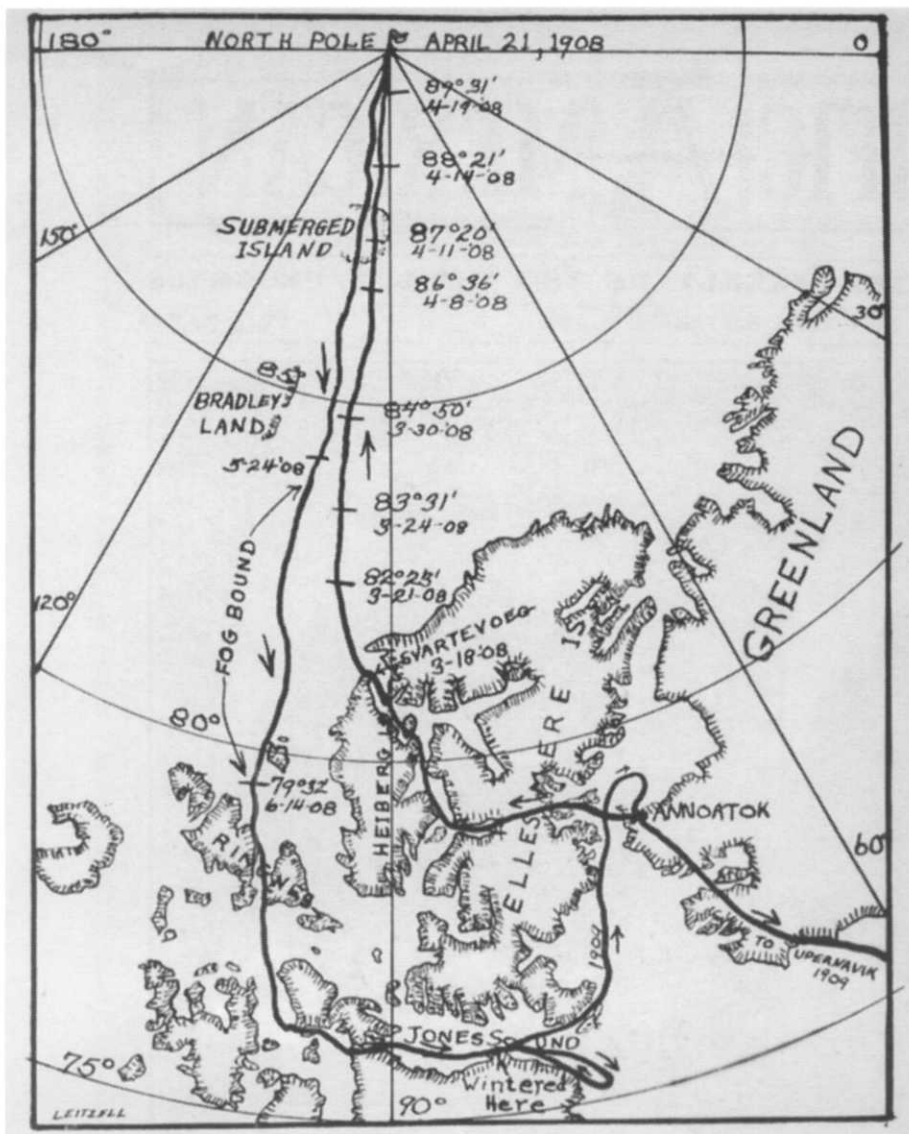 180°
NORTH POLE
APRIL 21, 1908
0
89° 31'
4-19-'08
88° 21'
4-14-'08
150°
SUBMERGED
ISLAND
87° 20'
4-11-'08
86° 36'
4-8-'08
30°
85°
BRADLEY
LAND
84° 50'
3-30-'08
5-24'08
83° 31'
3-24-08
GREENLAND
FOG BOUND
82° 23'
3-21-08
120°
SVARTEVOEG
3-18'08
80°
79°32'
6-14-08
HEIBERG
ELLESMERE IS
ANNOATOK
60°
RINGWES
1909
SHIP TO
UPERNAVIK
1909
JONES SOUND
Wintered
Here
75°
90°
LEITZELL